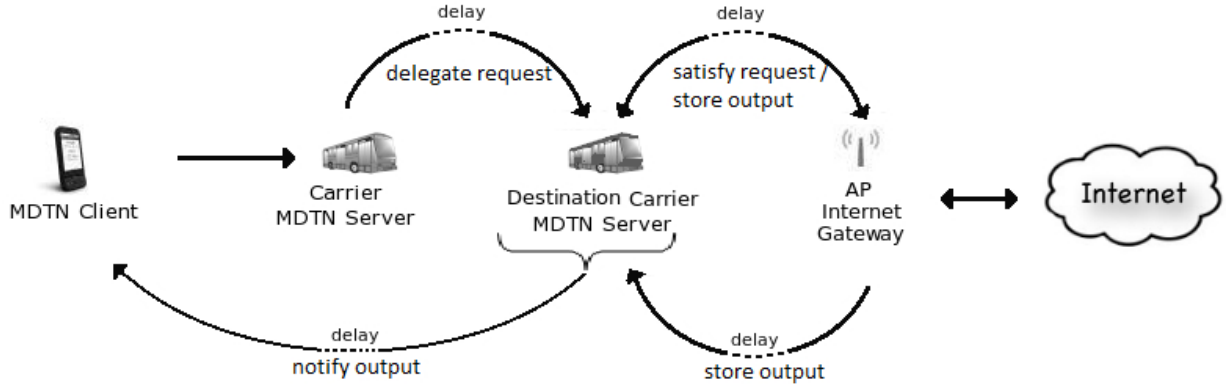 delay
delay
delegate request
satisfy request /
store output
MDTN Client
Carrier
MDTN Server
Destination Carrier
MDTN Server
AP
Internet
Gateway
Internet
delay
notify output
delay
store output